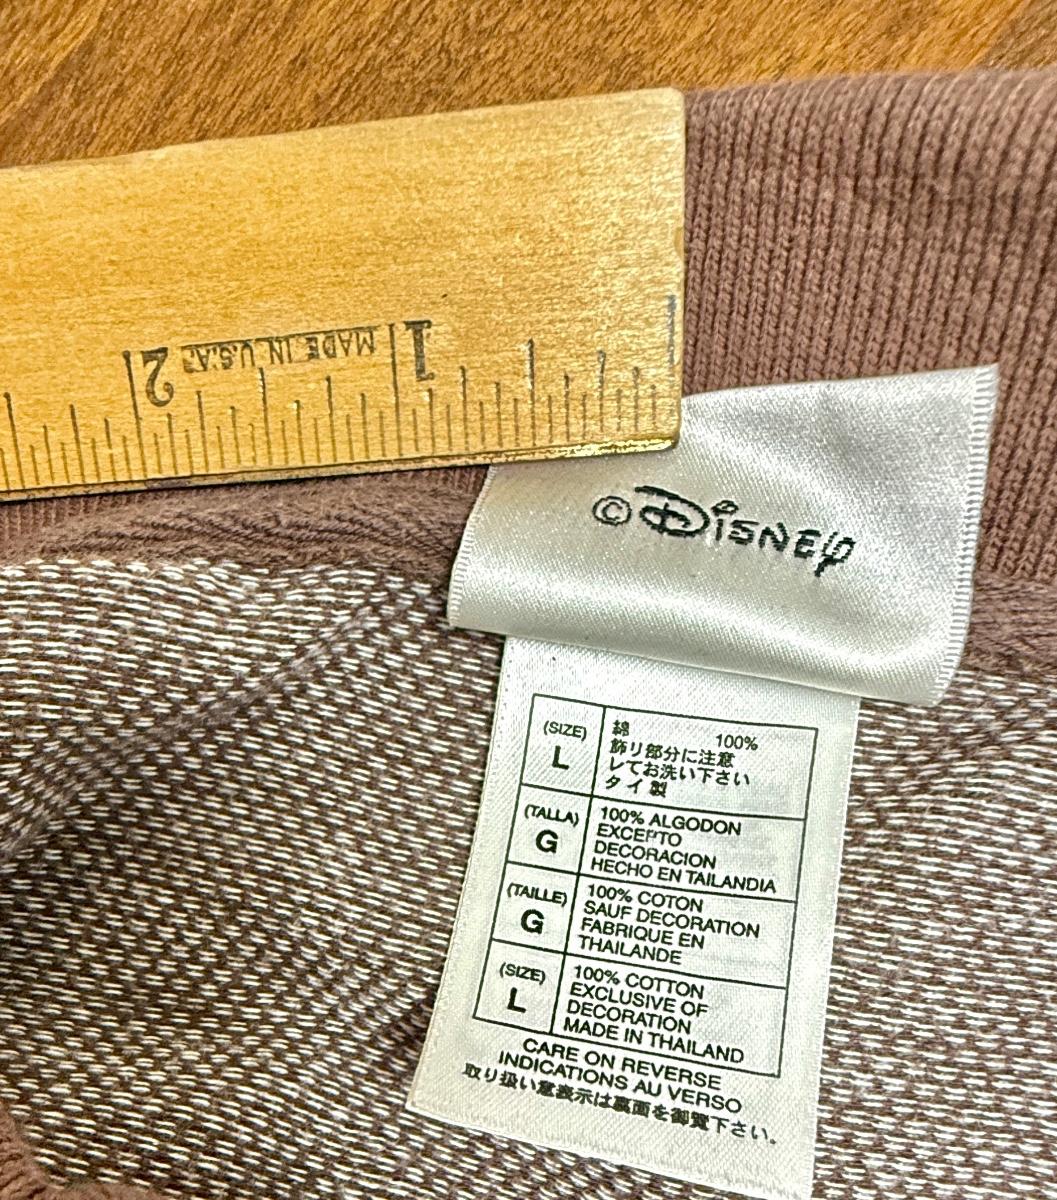 1
MADE IN U.S.A.
2
© Disney
(SIZE)
L
綿 100%
飾り部分に注意
してお洗い下さい
タイ製
(TALLA)
G
100% ALGODON
EXCEPTO
DECORACION
HECHO EN TAILANDIA
(TAILLE)
G
100% COTON
SAUF DECORATION
FABRIQUE EN
THAILANDE
(SIZE)
L
100% COTTON
EXCLUSIVE OF
DECORATION
MADE IN THAILAND
CARE ON REVERSE
INDICATIONS AU VERSO
取り扱い意表示は裏面を御覧下さい。